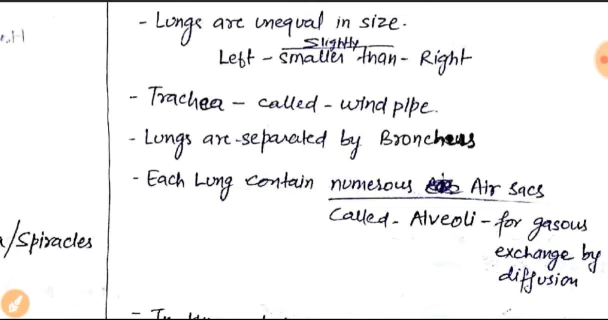 - Lungs are unequal in size.
Slightly
Left - smaller than - Right
- Trachea - called - wind pipe.
- Lungs are separated by Broncheus
- Each Lung contain numerous Air sacs
Called - Alveoli - for gasous
exchange by
diffusion
/Spiracles